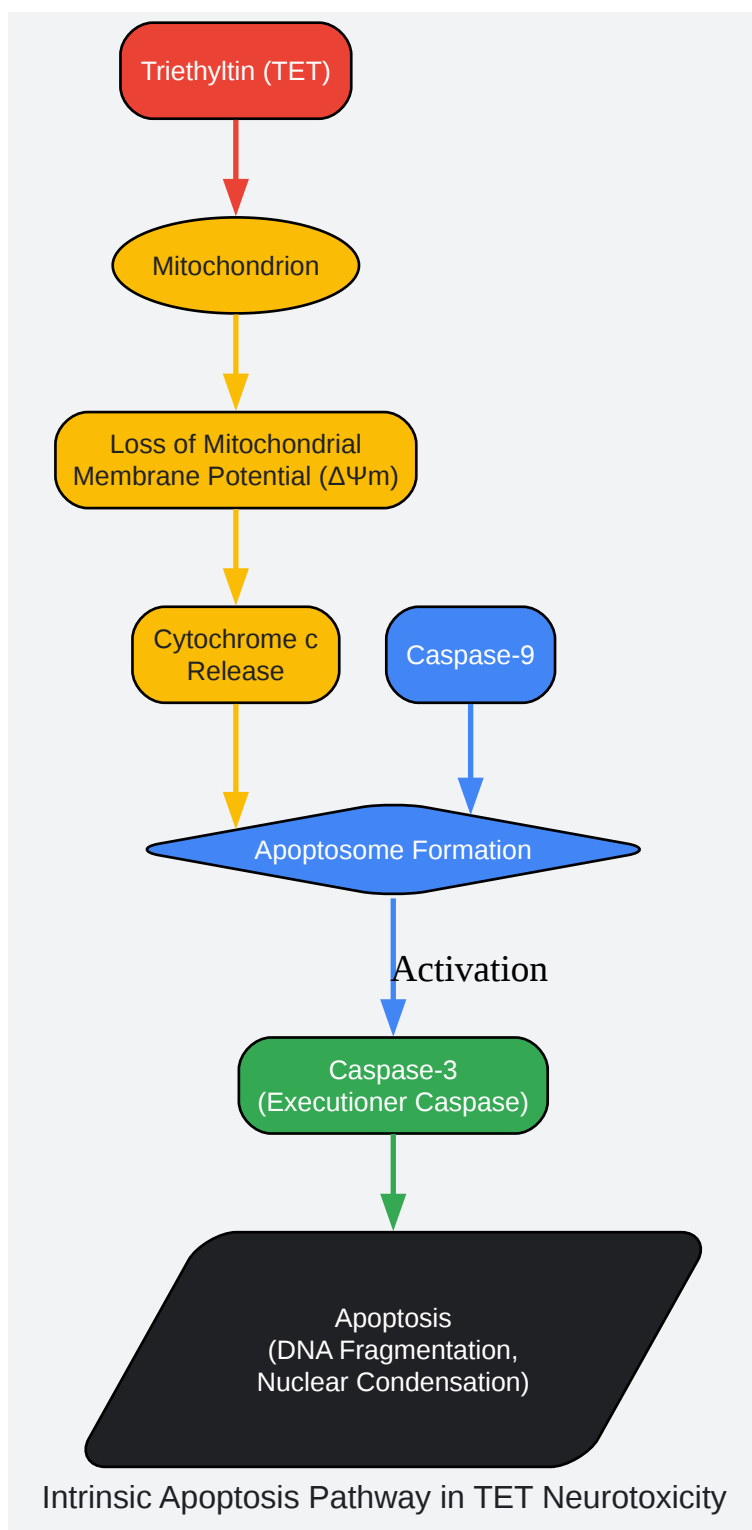 Triethyltin (TET)
Mitochondrion
Loss of Mitochondrial
Membrane Potential (ΔΨm)
Cytochrome c
Release
Caspase-9
Apoptosome Formation
Activation
Caspase-3
(Executioner Caspase)
Apoptosis
(DNA Fragmentation,
Nuclear Condensation)
Intrinsic Apoptosis Pathway in TET Neurotoxicity